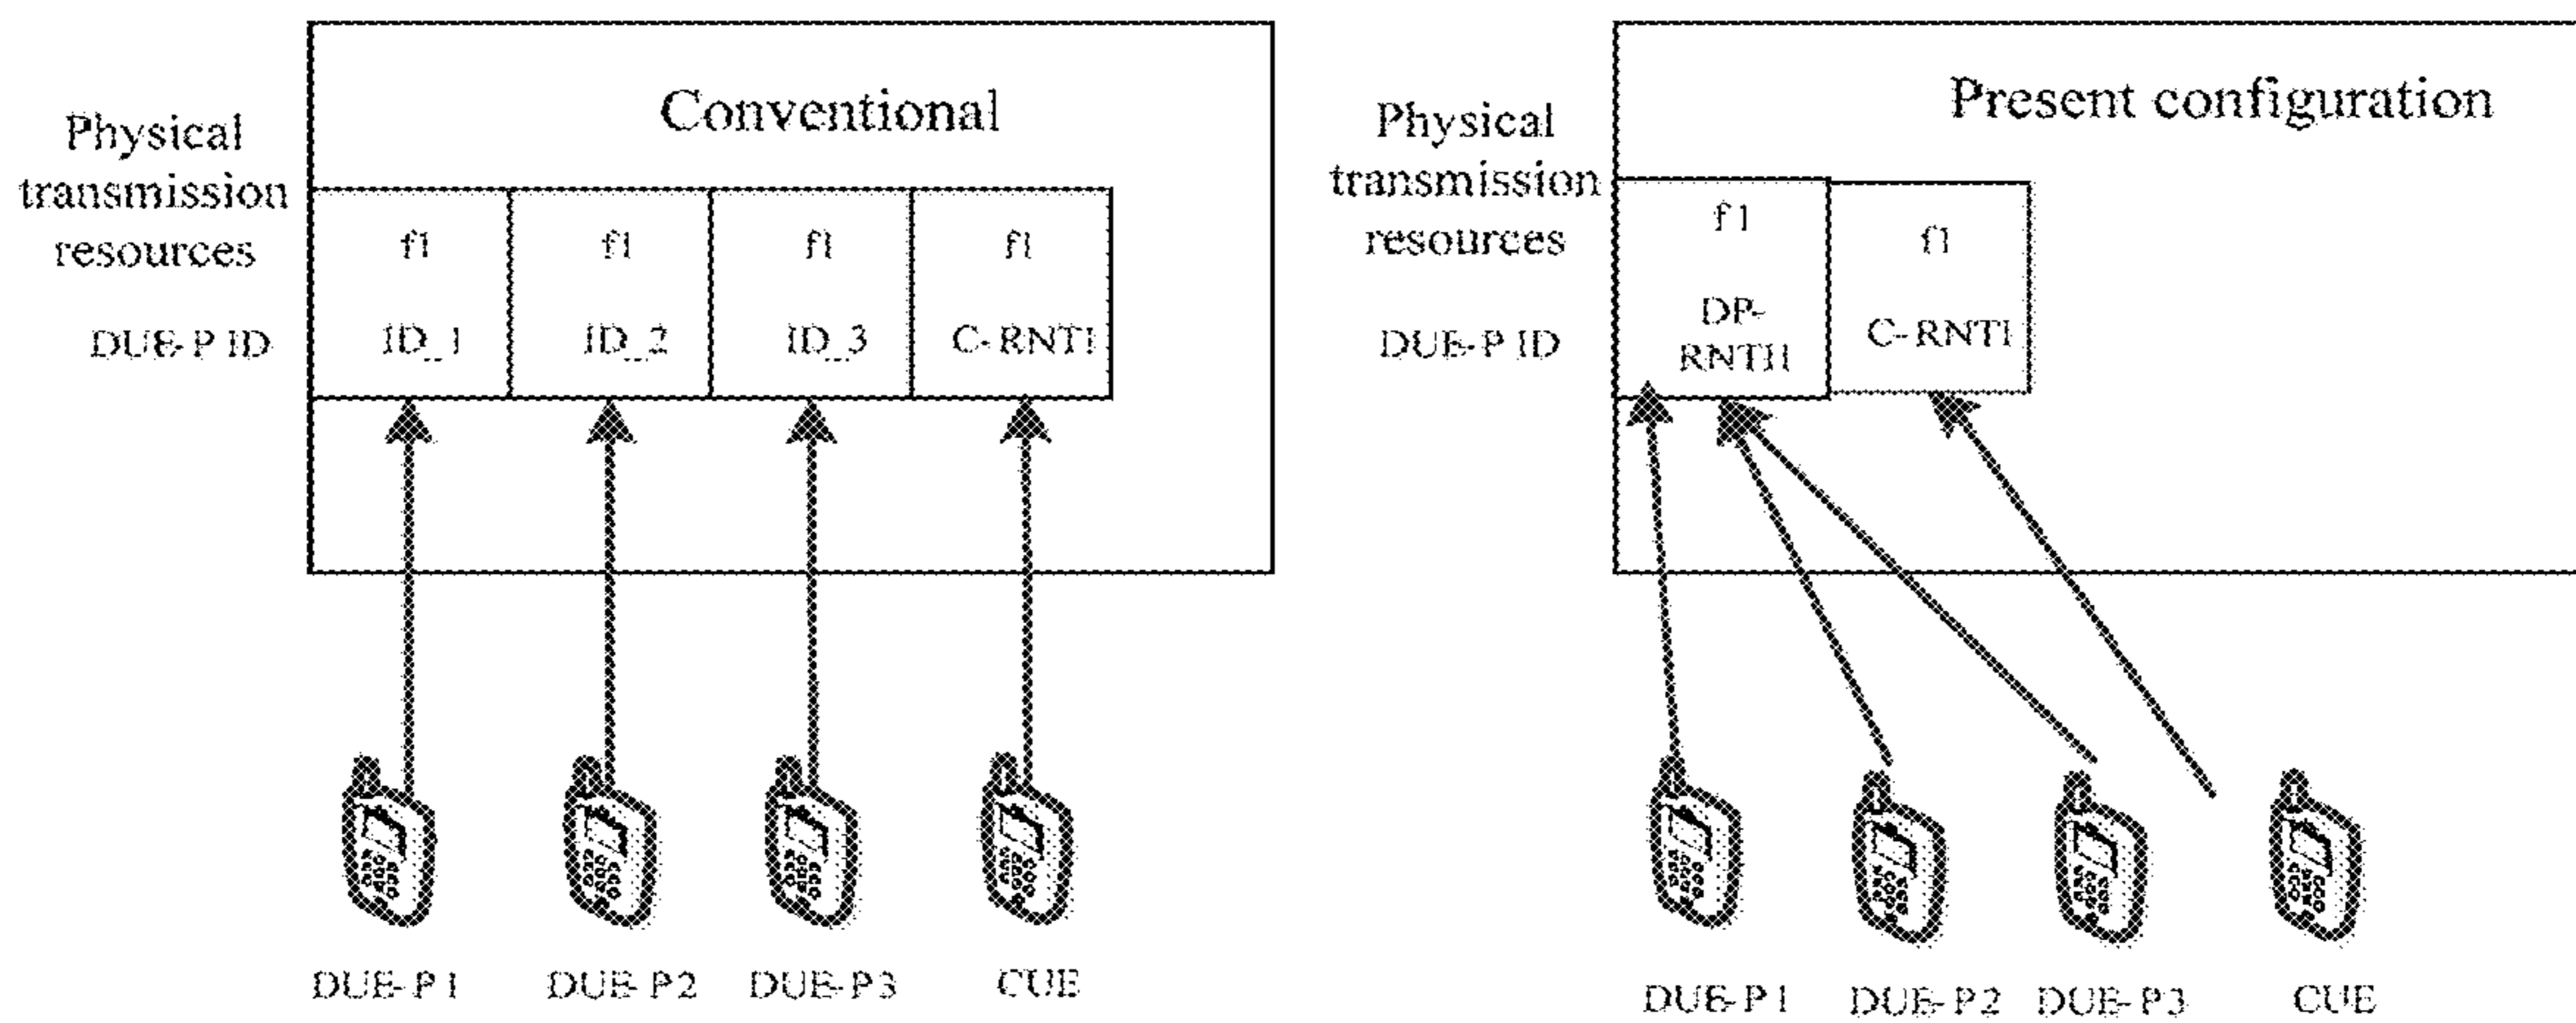 Conventional
Physical
transmission
resources
f1
f1
f1
f1
DUE-P ID
ID_1
ID_2
ID_3
C-RNTI
DUE-P1
DUE-P2
DUE-P3
CUE
Present configuration
Physical
transmission
resources
f1
f1
DUE-P ID
DP-
RNTI1
C-RNTI
DUE-P1
DUE-P2
DUE-P3
CUE